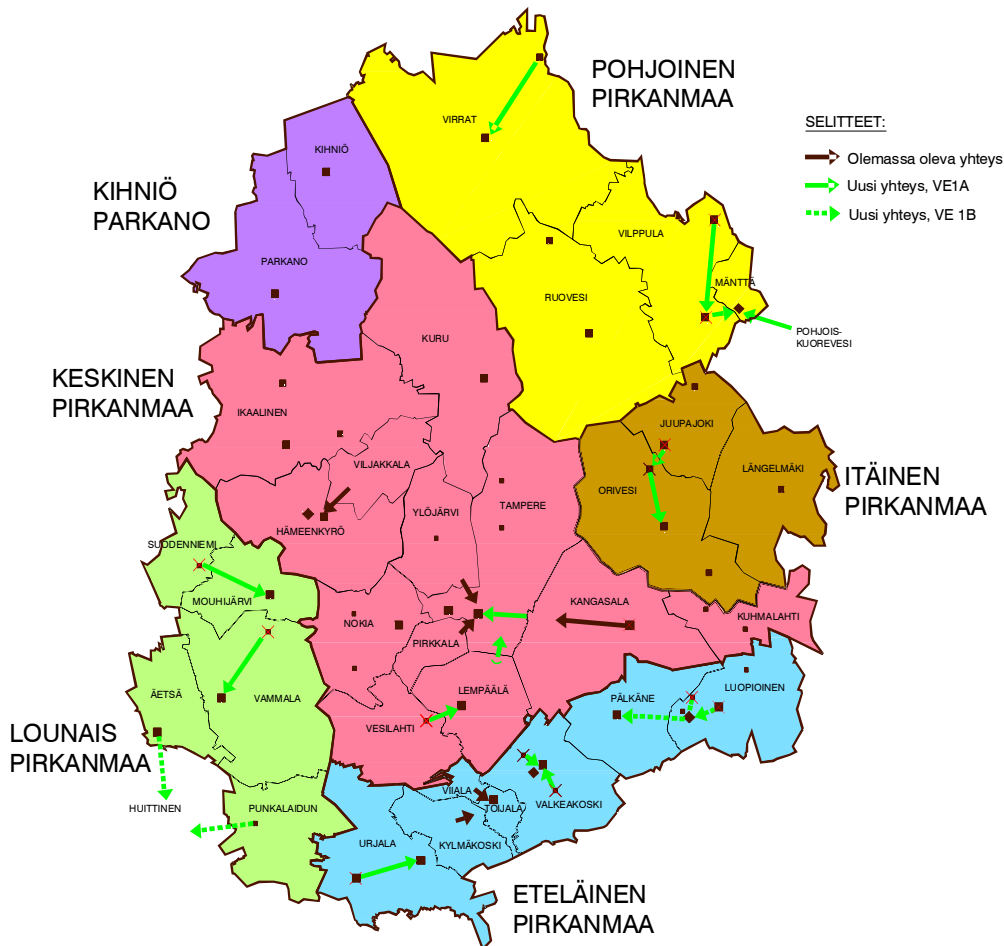 POHJOINEN
PIRKANMAA
VIRRAT
SELITTEET:
Olemassa oleva yhteys
Uusi yhteys, VE1A
Uusi yhteys, VE 1B
KIHNIÖ
KIHNIÖ
PARKANO
VILPPULA
PARKANO
MÄNTTÄ
RUOVESI
POHJOIS-
KUOREVESI
KURU
KESKINEN
PIRKANMAA
IKAALINEN
JUUPAJOKI
VILJAKKALA
LÄNGELMÄKI
ITÄINEN
PIRKANMAA
ORIVESI
YLÖJÄRVI
TAMPERE
HÄMEENKYRÖ
SUODENNIEMI
MOUHIJÄRVI
KANGASALA
KUHMALAHTI
NOKIA
PIRKKALA
ÄETSÄ
VAMMALA
LEMPÄÄLÄ
PÄLKÄNE
LUOPIOINEN
VESILAHTI
LOUNAIS
PIRKANMAA
HUITTINEN
PUNKALAIDUN
VIIALA
TOIJALA
VALKEAKOSKI
URJALA
KYLMÄKOSKI
ETELÄINEN
PIRKANMAA